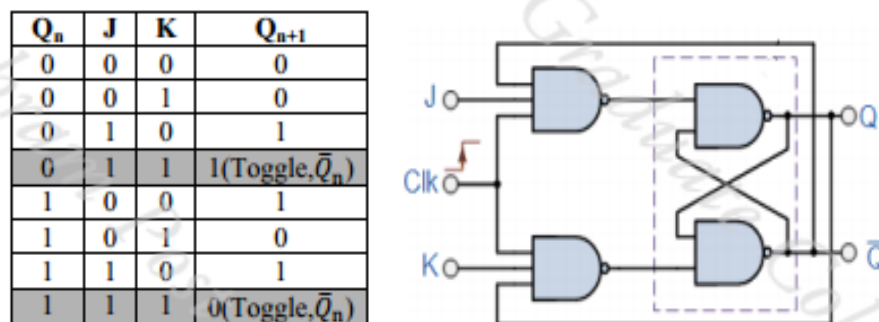 Qn J K Qn+1
0 0 0 0
0 0 1 0
0 1 0 1
0 1 1 1(Toggle,Q̅n)
1 0 0 1
1 0 1 0
1 1 0 1
1 1 1 0(Toggle,Q̅n)
J
Clk
K
Q
Q̅